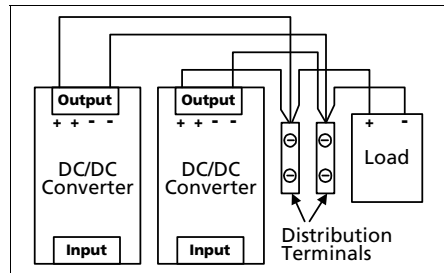 Output
+ + - -
DC/DC
Converter
Input
Output
+ + - -
DC/DC
Converter
Input
+ -
Load
Distribution
Terminals